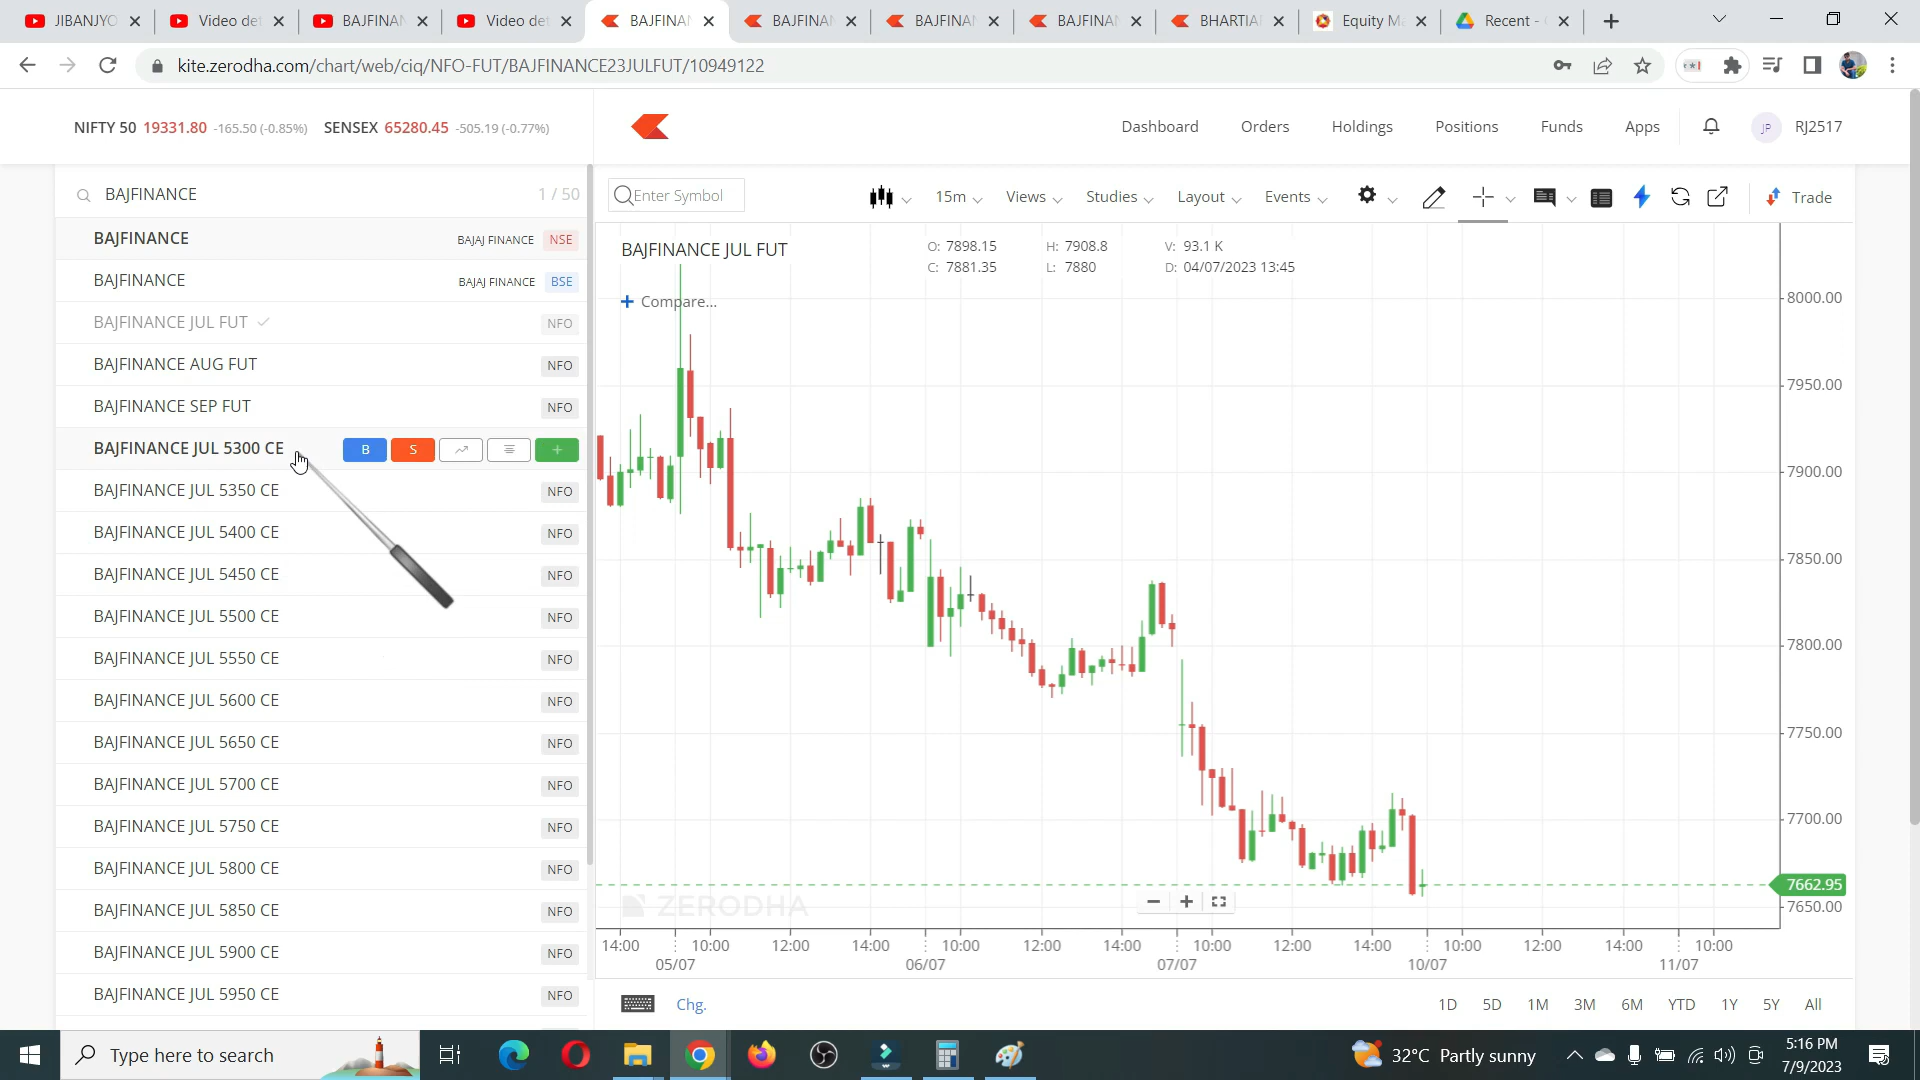 JIBANJYO
Video det
BAJFINAN
Video det
BAJFINAN
BAJFINAN
BAJFINAN
BAJFINAN
BHARTIAR
Equity Ma
Recent -
kite.zerodha.com/chart/web/ciq/NFO-FUT/BAJFINANCE23JULFUT/10949122
NIFTY 50 19331.80 -165.50 (-0.85%) SENSEX 65280.45 -505.19 (-0.77%)
Dashboard Orders Holdings Positions Funds Apps JP RJ2517
BAJFINANCE 1 / 50
BAJFINANCE BAJAJ FINANCE NSE
BAJFINANCE BAJAJ FINANCE BSE
BAJFINANCE JUL FUT NFO
BAJFINANCE AUG FUT NFO
BAJFINANCE SEP FUT NFO
BAJFINANCE JUL 5300 CE B S
BAJFINANCE JUL 5350 CE NFO
BAJFINANCE JUL 5400 CE NFO
BAJFINANCE JUL 5450 CE NFO
BAJFINANCE JUL 5500 CE NFO
BAJFINANCE JUL 5550 CE NFO
BAJFINANCE JUL 5600 CE NFO
BAJFINANCE JUL 5650 CE NFO
BAJFINANCE JUL 5700 CE NFO
BAJFINANCE JUL 5750 CE NFO
BAJFINANCE JUL 5800 CE NFO
BAJFINANCE JUL 5850 CE NFO
BAJFINANCE JUL 5900 CE NFO
BAJFINANCE JUL 5950 CE NFO
Enter Symbol 15m Views Studies Layout Events Trade
BAJFINANCE JUL FUT
O: 7898.15 H: 7908.8 V: 93.1 K
C: 7881.35 L: 7880 D: 04/07/2023 13:45
+ Compare...
8000.00
7950.00
7900.00
7850.00
7800.00
7750.00
7700.00
7662.95
7650.00
ZERODHA
14:00 10:00 12:00 14:00 10:00 12:00 14:00 10:00 12:00 14:00 10:00 12:00 14:00 10:00
05/07 06/07 07/07 10/07 11/07
Chg. 1D 5D 1M 3M 6M YTD 1Y 5Y All
Type here to search
32°C Partly sunny
5:16 PM
7/9/2023